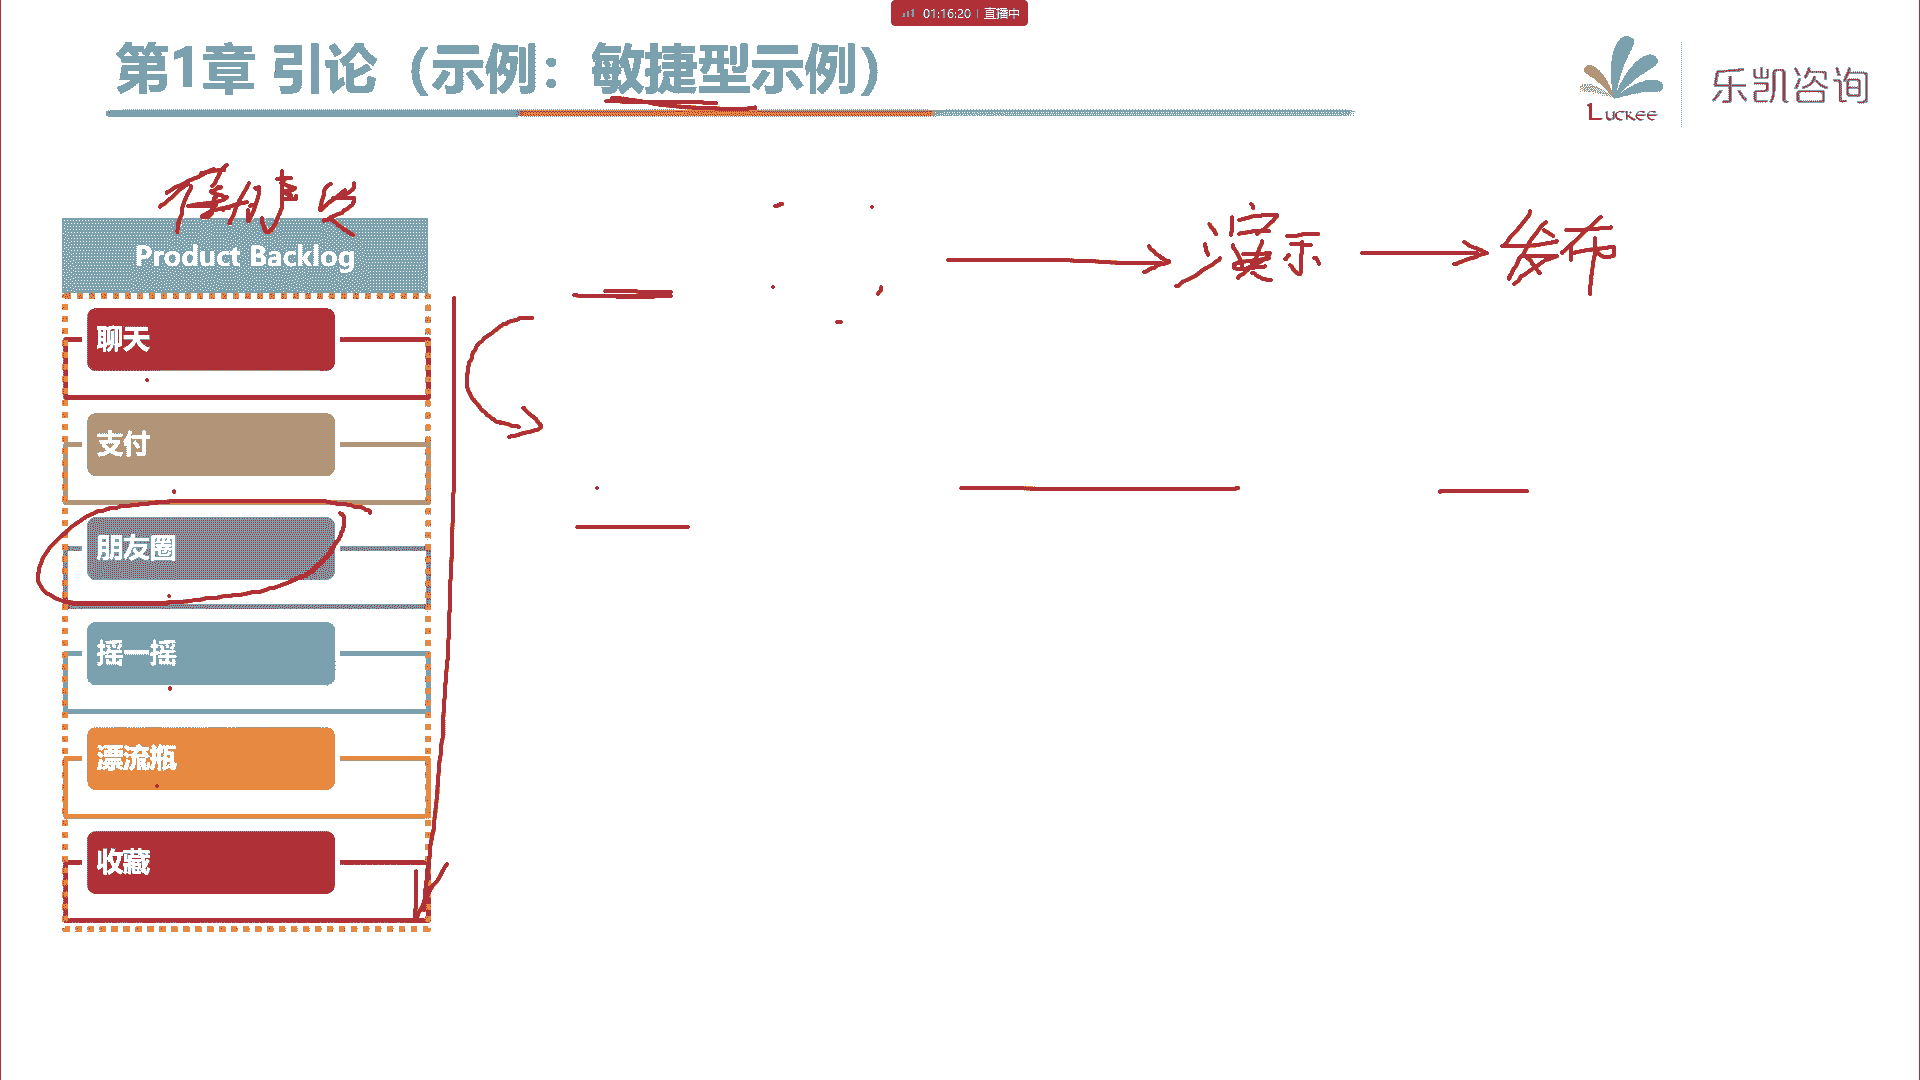 01:16:20 | 直播中
第1章 引论（示例：敏捷型示例）
Luckee 乐凯咨询
Product Backlog
演示
发布
聊天
支付
朋友圈
摇一摇
漂流瓶
收藏